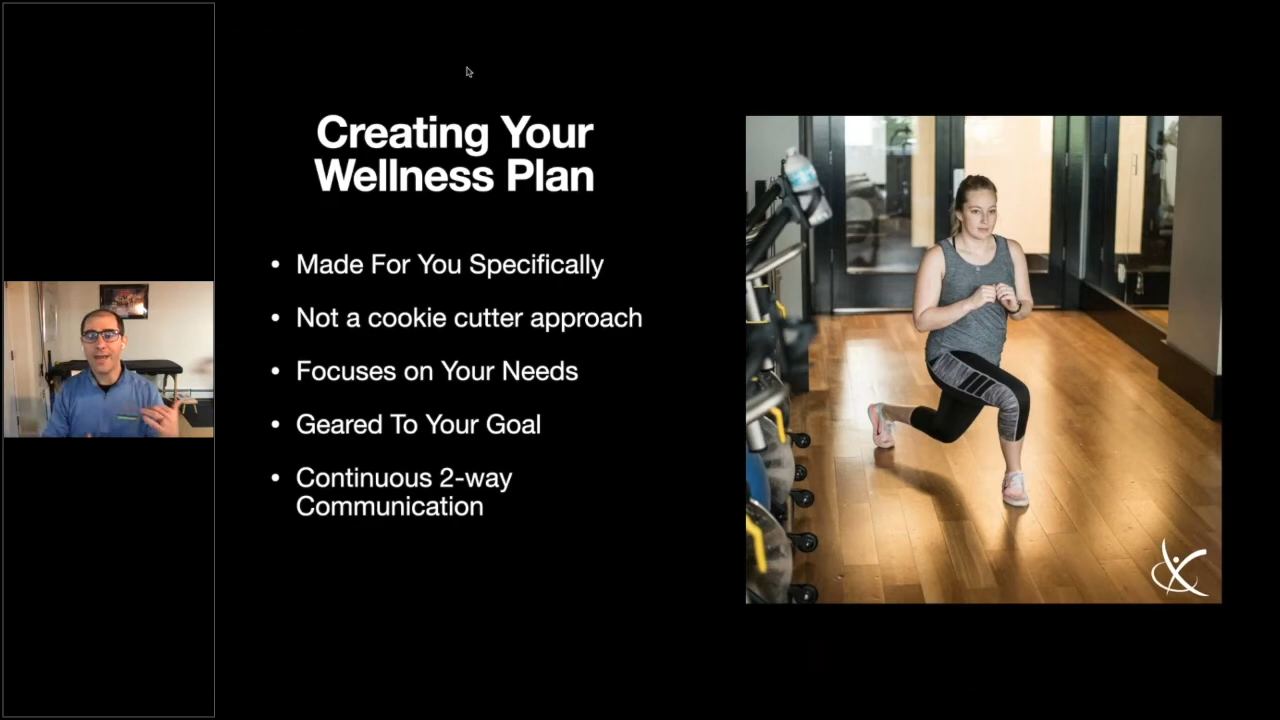 Creating Your
Wellness Plan
• Made For You Specifically
• Not a cookie cutter approach
• Focuses on Your Needs
• Geared To Your Goal
• Continuous 2-way
Communication